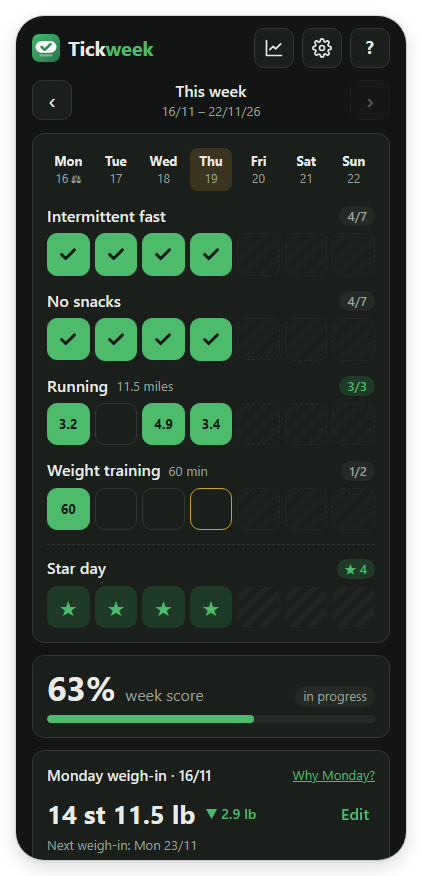 Tickweek
?
‹
This week
16/11 – 22/11/26
›
Mon Tue Wed Thu Fri Sat Sun
16 17 18 19 20 21 22
Intermittent fast 4/7
No snacks 4/7
Running 11.5 miles 3/3
3.2 4.9 3.4
Weight training 60 min 1/2
60
Star day ★ 4
★ ★ ★ ★
63% week score in progress
Monday weigh-in · 16/11 Why Monday?
14 st 11.5 lb ▼ 2.9 lb Edit
Next weigh-in: Mon 23/11